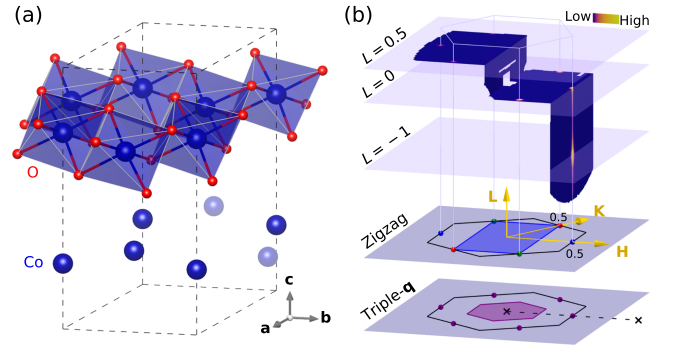 (a)
O
Co
c
a
b
(b)
Low
High
L = 0.5
L = 0
L = −1
Zigzag
L
K
0.5
H
0.5
Triple-q